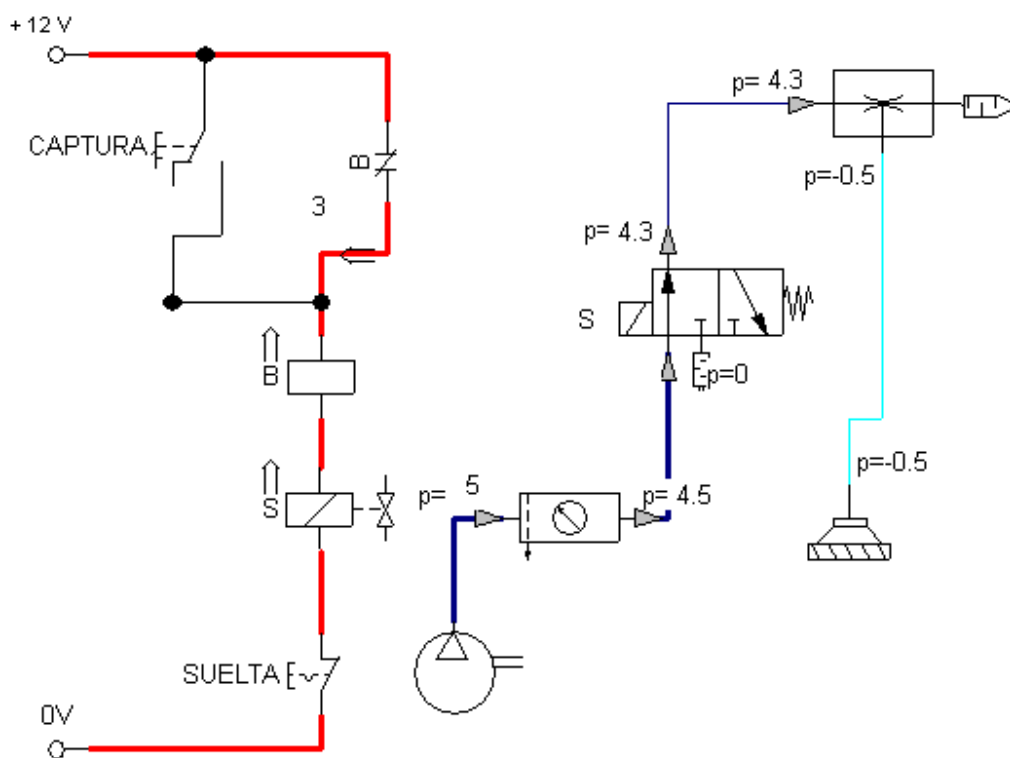 + 12 V
CAPTURA
B
3
B
S
SUELTA
0V
p= 4.3
p=-0.5
p= 4.3
S
p=0
p=-0.5
p= 5
p= 4.5